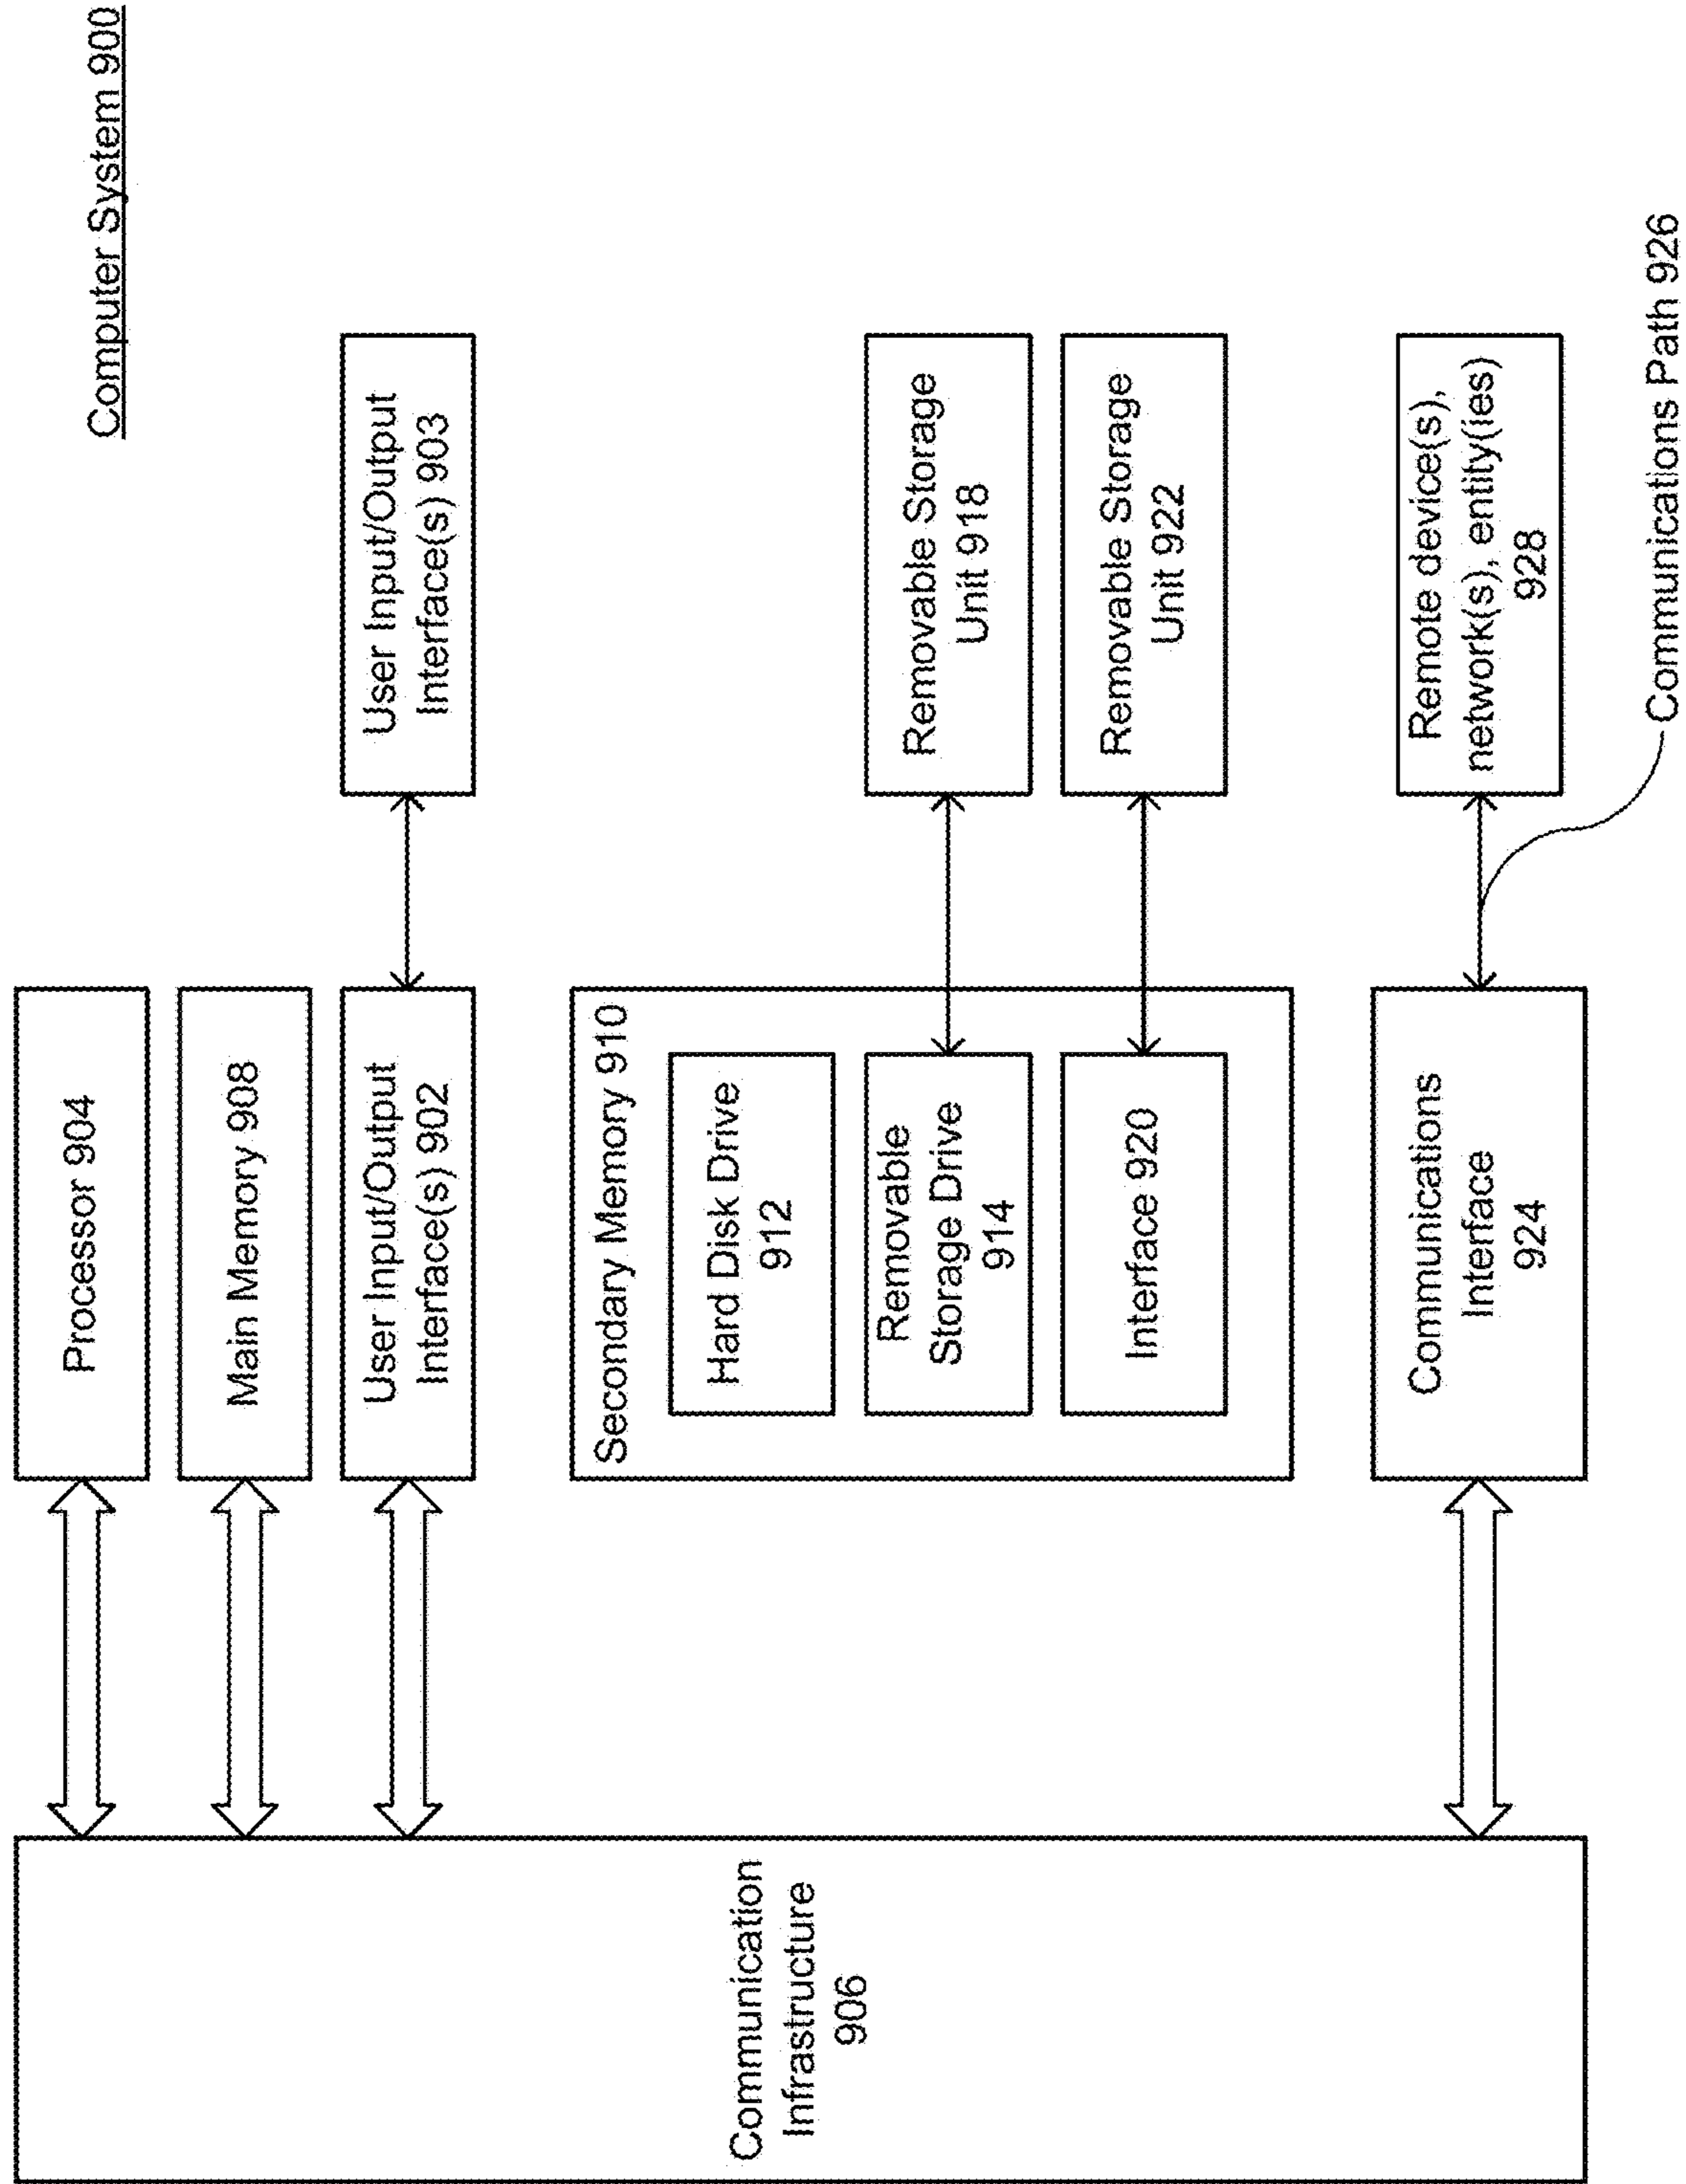 Computer System 900
Processor 904
Main Memory 908
User Input/Output
Interface(s) 902
User Input/Output
Interface(s) 903
Communication
Infrastructure
906
Secondary Memory 910
Hard Disk Drive
912
Removable
Storage Drive
914
Removable Storage
Unit 918
Interface 920
Removable Storage
Unit 922
Communications
Interface
924
Remote device(s),
network(s), entity(ies)
928
Communications Path 926